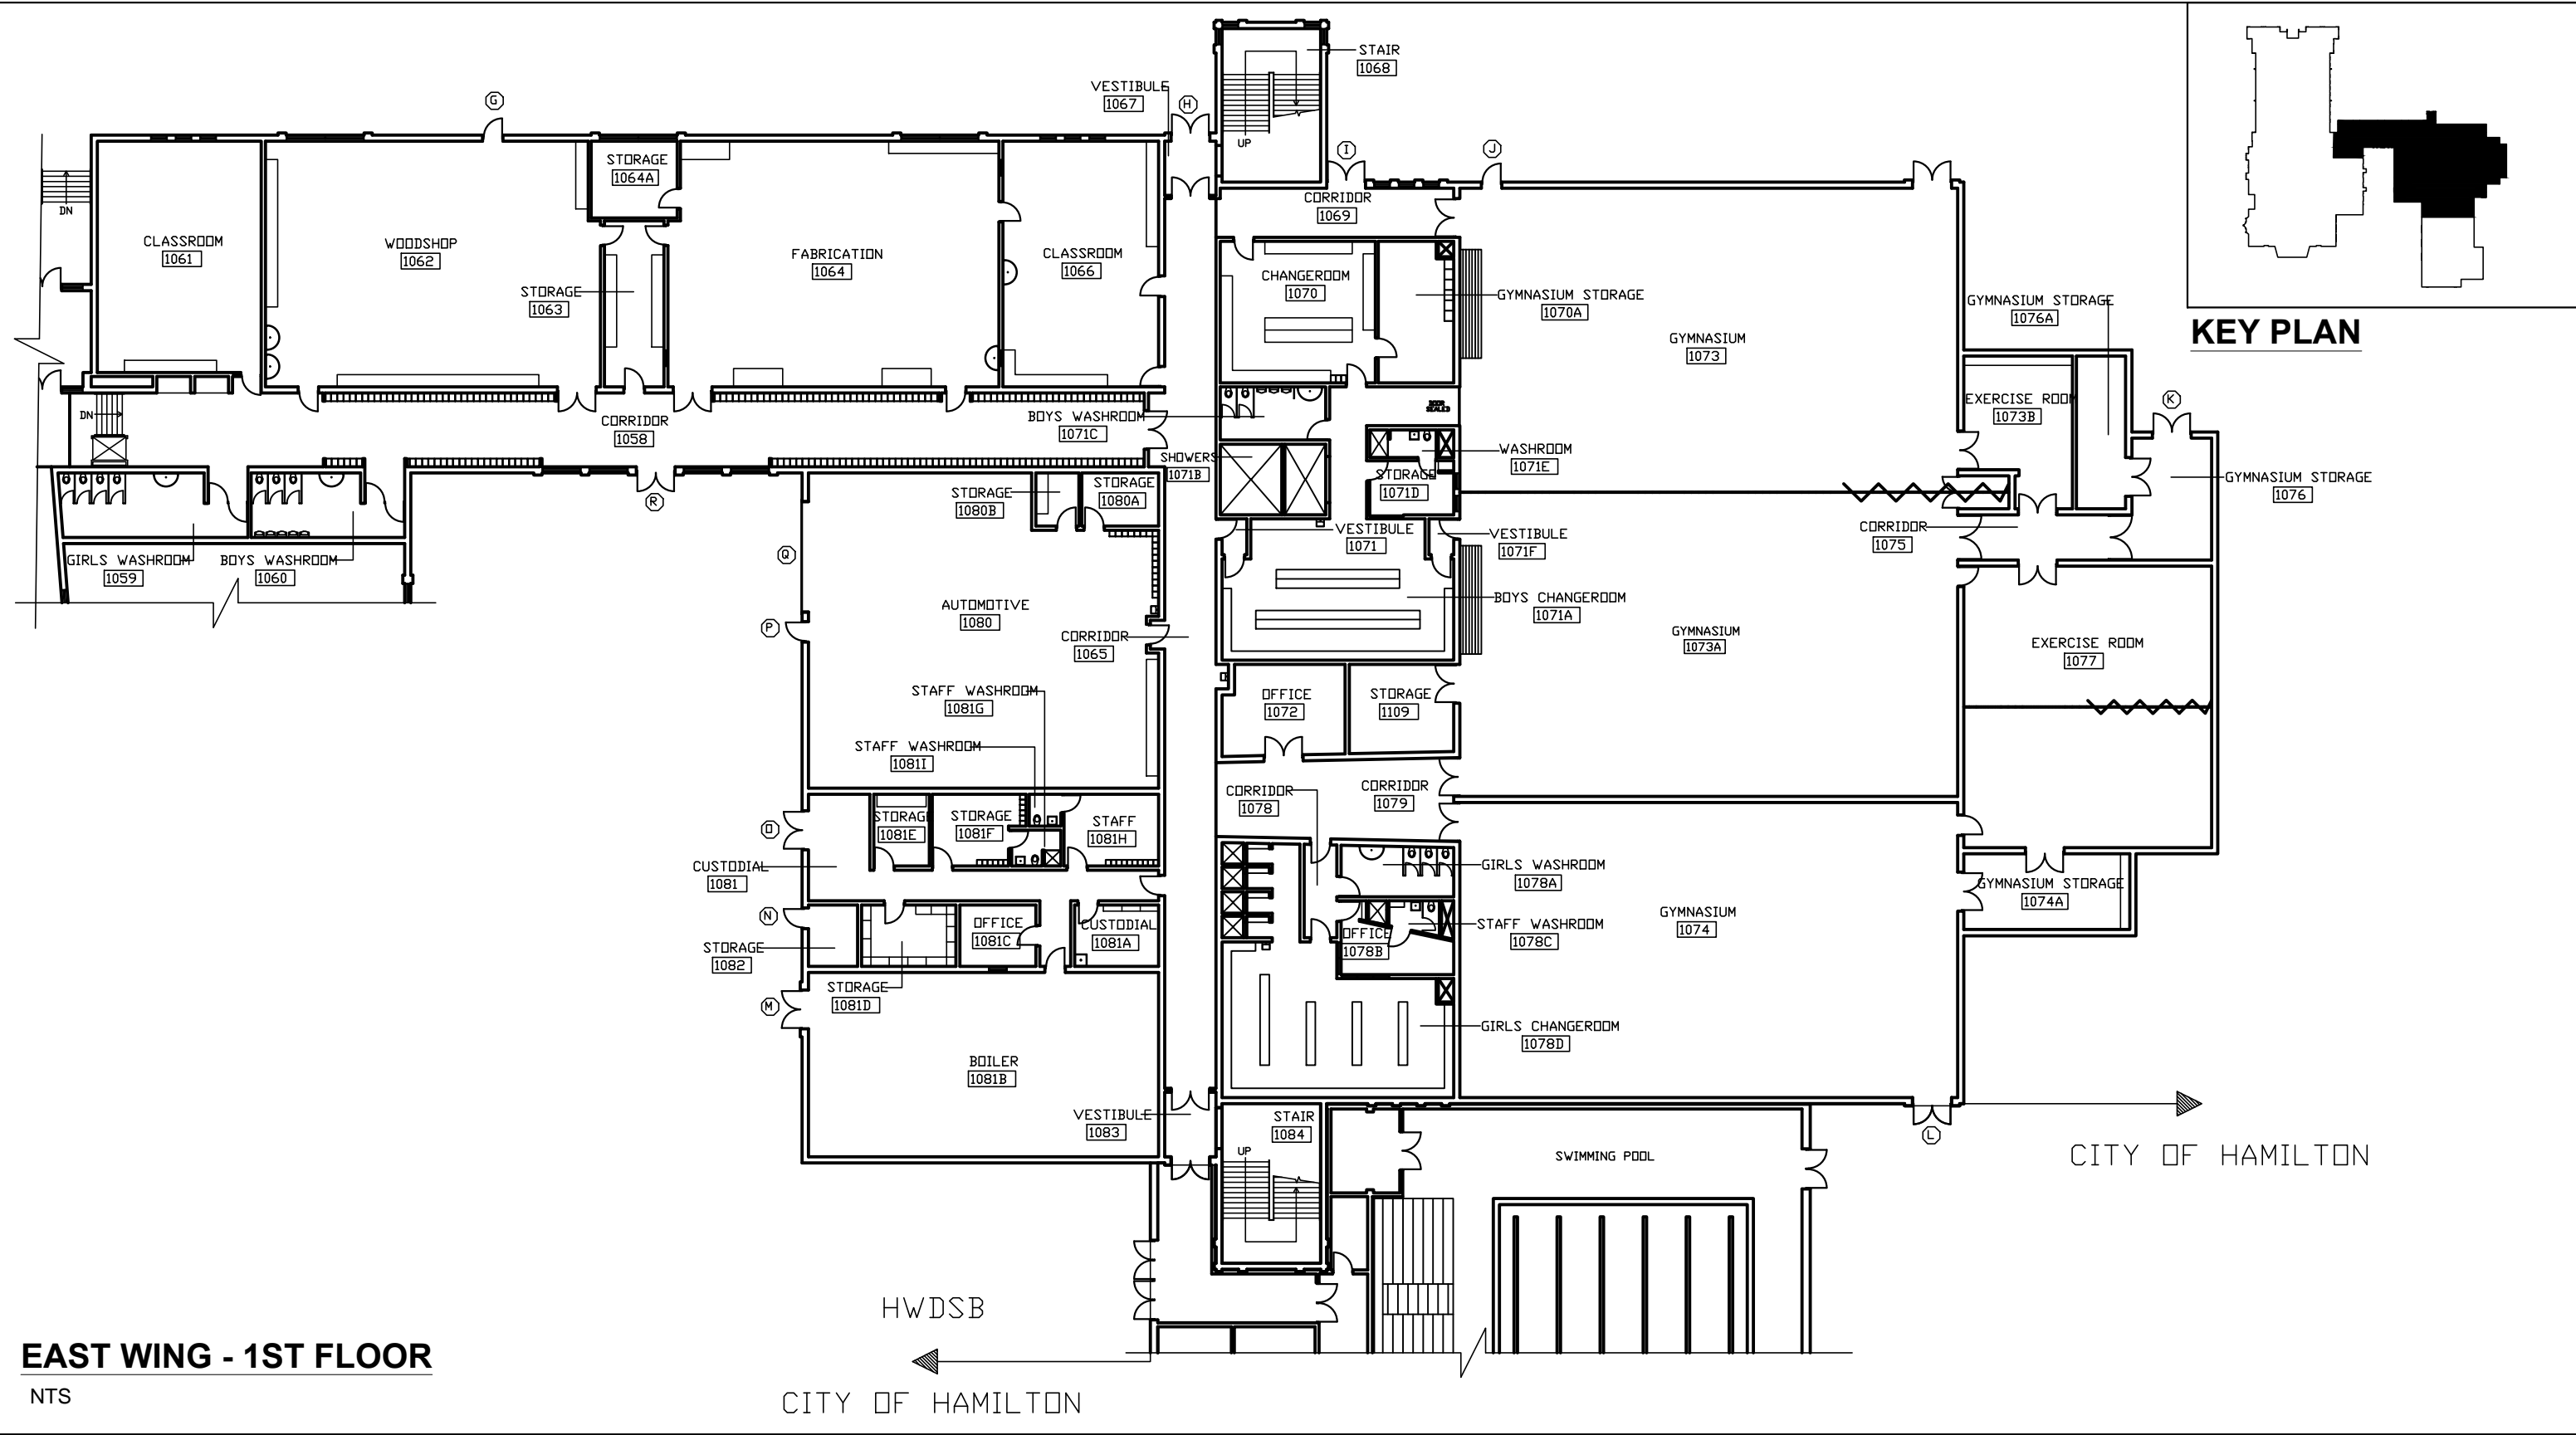 STAIR
1068
VESTIBULE
1067
G
H
UP
I
J
KEY PLAN
STORAGE
1064A
DN
CORRIDOR
1069
CLASSROOM
1061
WOODSHOP
1062
FABRICATION
1064
CLASSROOM
1066
CHANGEROOM
1070
STORAGE
1063
GYMNASIUM STORAGE
1070A
GYMNASIUM STORAGE
1076A
GYMNASIUM
1073
EXERCISE ROOM
1073B
K
DN
CORRIDOR
1058
BOYS WASHROOM
1071C
DOOR
SEALED
SHOWERS
1071B
WASHROOM
1071E
STORAGE
1071D
GYMNASIUM STORAGE
1076
STORAGE
1080B
STORAGE
1080A
R
VESTIBULE
1071
VESTIBULE
1071F
CORRIDOR
1075
Q
GIRLS WASHROOM
1059
BOYS WASHROOM
1060
AUTOMOTIVE
1080
BOYS CHANGEROOM
1071A
P
CORRIDOR
1065
GYMNASIUM
1073A
EXERCISE ROOM
1077
STAFF WASHROOM
1081G
OFFICE
1072
STORAGE
1109
STAFF WASHROOM
1081I
CORRIDOR
1078
CORRIDOR
1079
O
STORAGE
1081E
STORAGE
1081F
STAFF
1081H
CUSTODIAL
1081
GIRLS WASHROOM
1078A
GYMNASIUM STORAGE
1074A
N
OFFICE
1081C
CUSTODIAL
1081A
GYMNASIUM
1074
STAFF WASHROOM
1078C
OFFICE
1078B
STORAGE
1082
STORAGE
1081D
M
GIRLS CHANGEROOM
1078D
BOILER
1081B
VESTIBULE
1083
STAIR
1084
UP
L
SWIMMING POOL
CITY OF HAMILTON
HWDSB
CITY OF HAMILTON
EAST WING - 1ST FLOOR
NTS